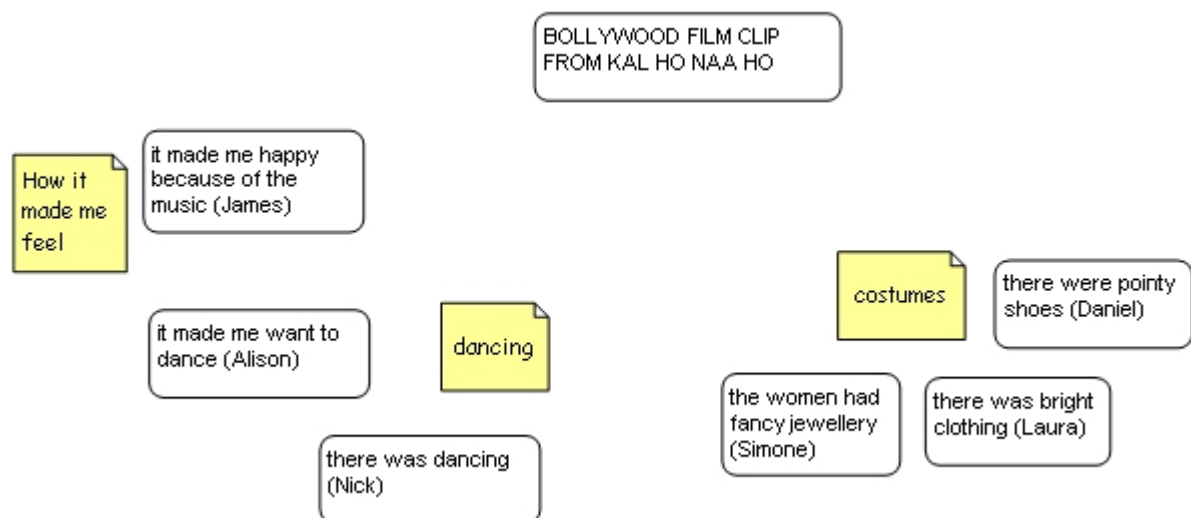 BOLLYWOOD FILM CLIP
FROM KAL HO NAA HO
How it
made me
feel
it made me happy
because of the
music (James)
it made me want to
dance (Alison)
dancing
there was dancing
(Nick)
costumes
there were pointy
shoes (Daniel)
the women had
fancy jewellery
(Simone)
there was bright
clothing (Laura)